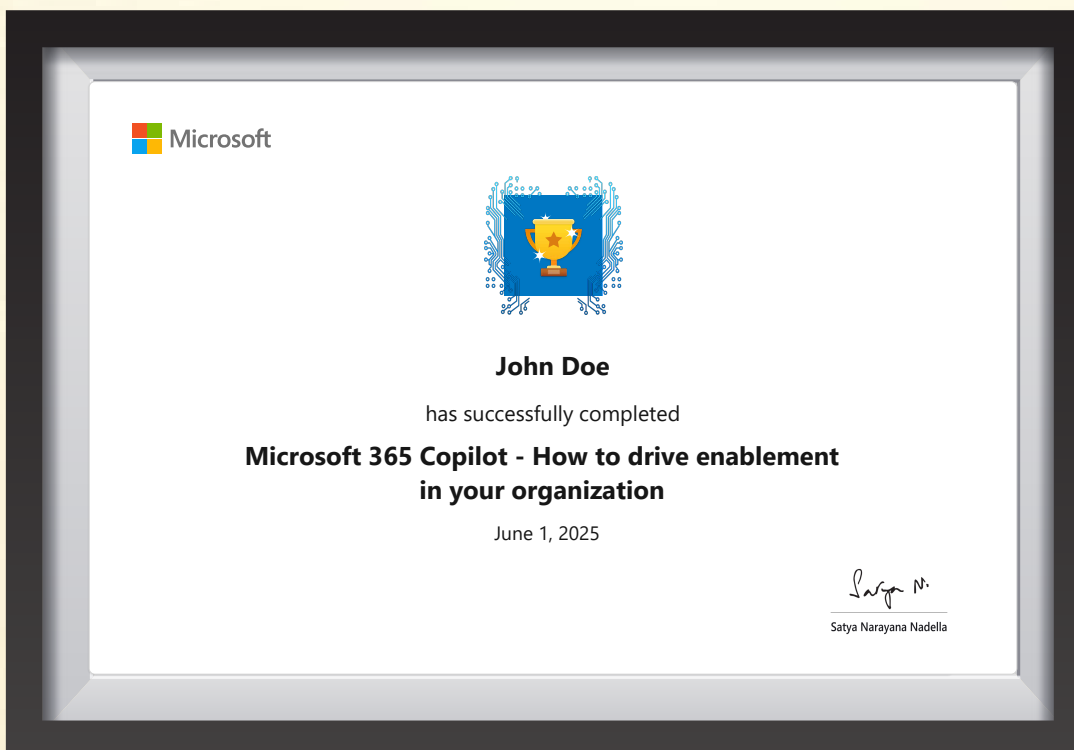 Microsoft
John Doe
has successfully completed
Microsoft 365 Copilot - How to drive enablement
in your organization
June 1, 2025
Satya N.
Satya Narayana Nadella